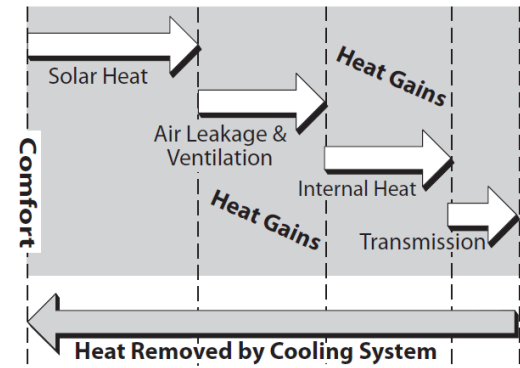 Solar Heat
Heat Gains
Air Leakage &
Ventilation
Comfort
Internal Heat
Heat Gains
Transmission
Heat Removed by Cooling System